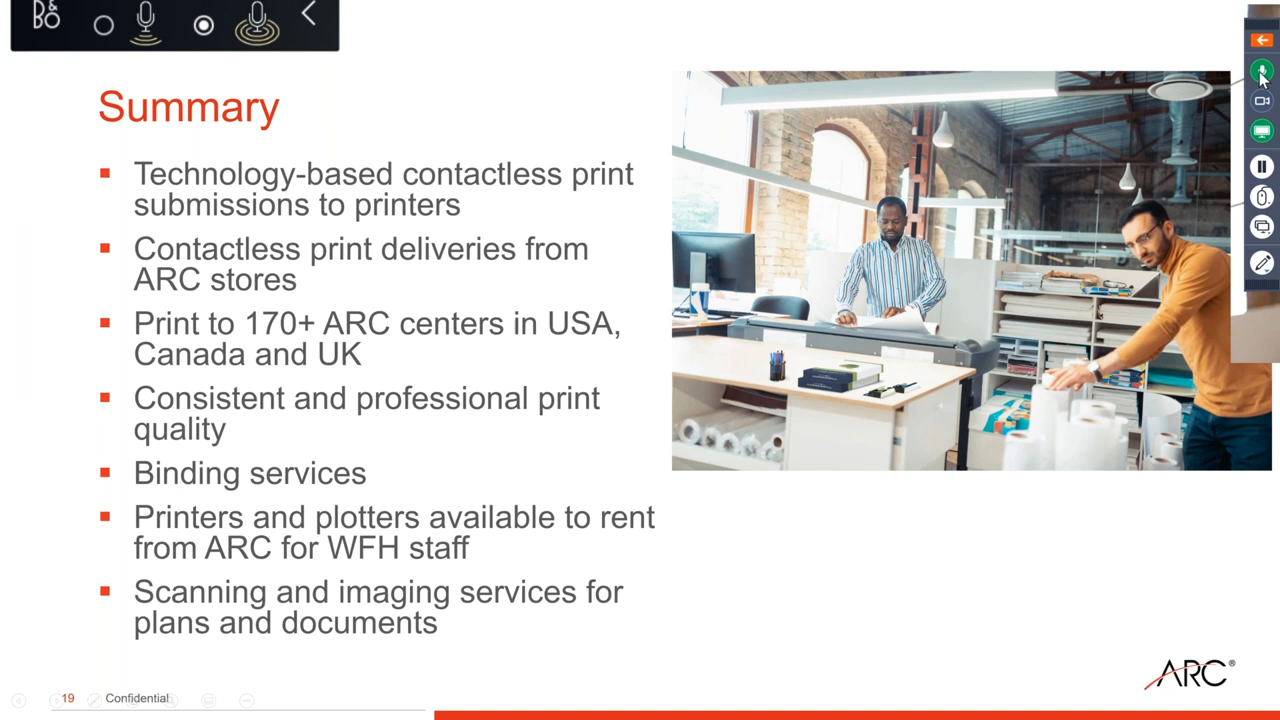 B&O
Summary
Technology-based contactless print
submissions to printers
Contactless print deliveries from
ARC stores
Print to 170+ ARC centers in USA,
Canada and UK
Consistent and professional print
quality
Binding services
Printers and plotters available to rent
from ARC for WFH staff
Scanning and imaging services for
plans and documents
ARC®
19 Confidential